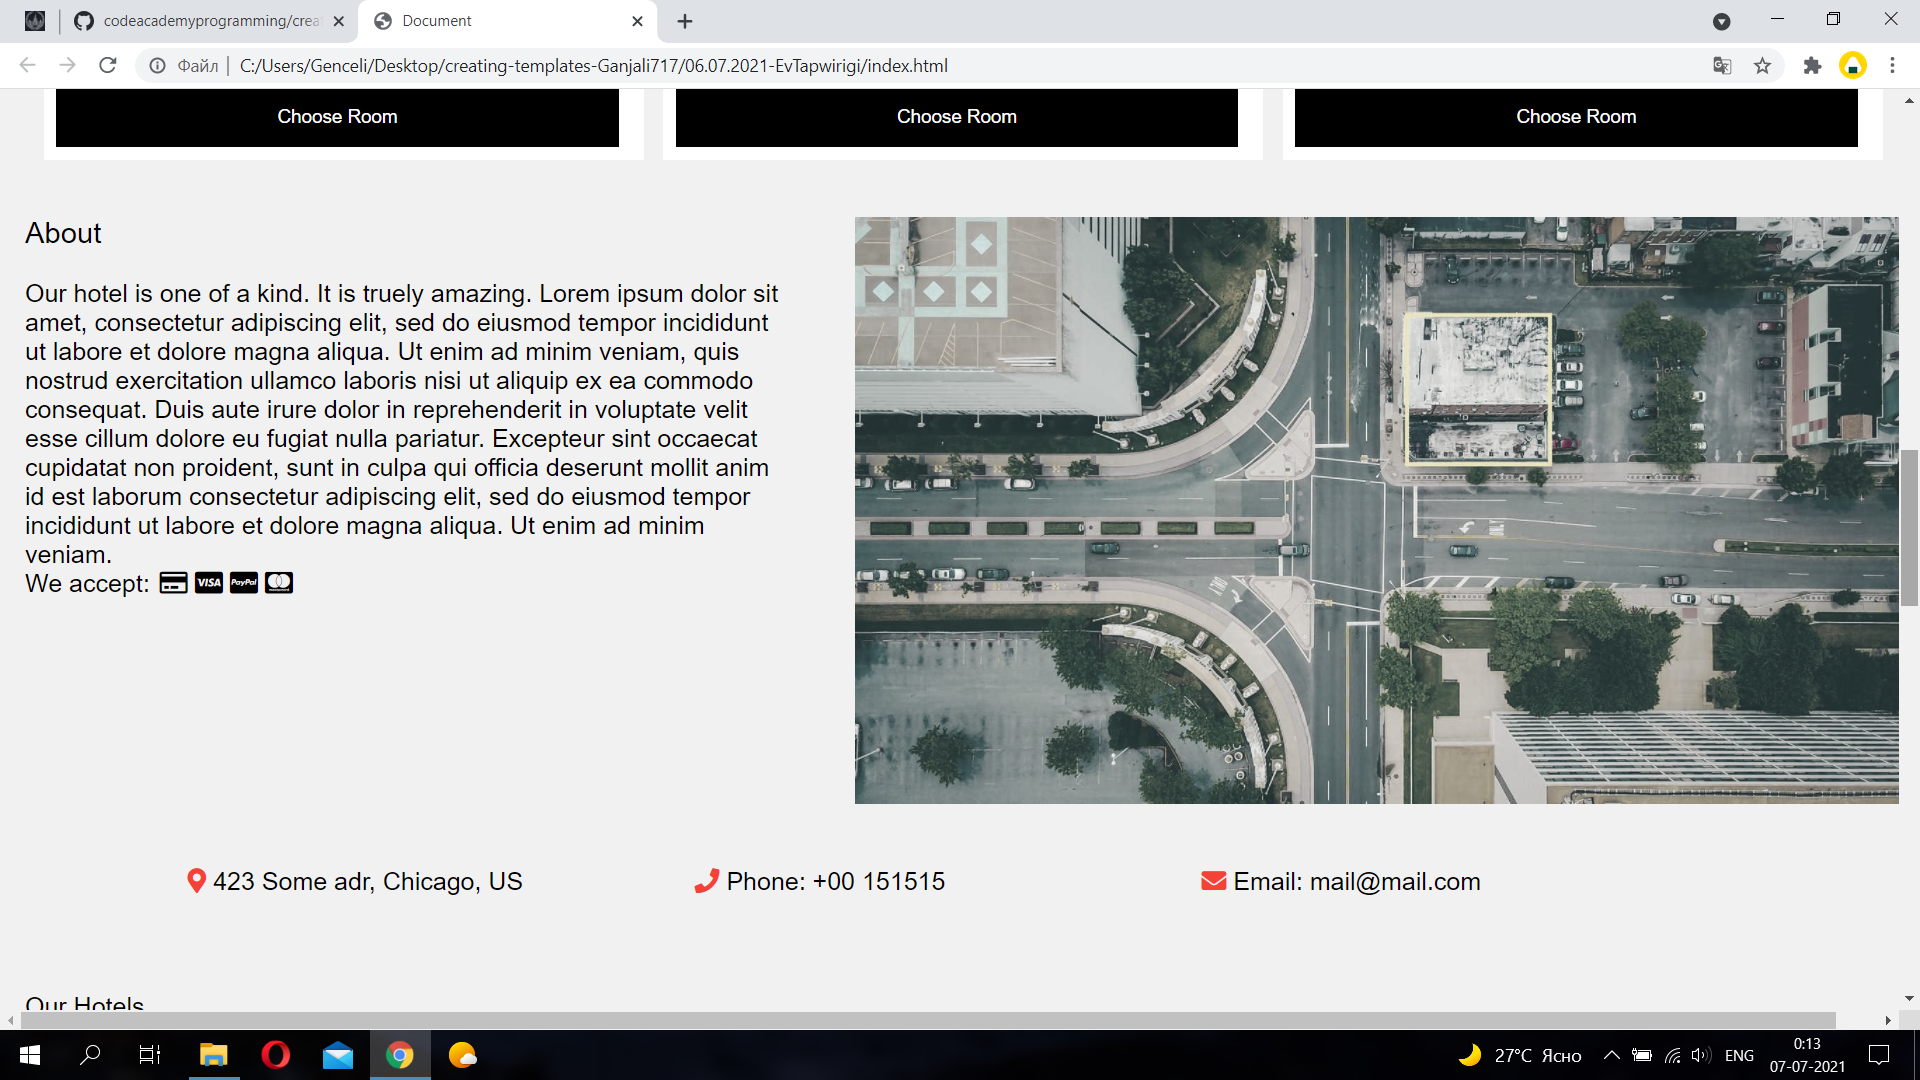 codeacademyprogramming/crea
Document
Файл
C:/Users/Genceli/Desktop/creating-templates-Ganjali717/06.07.2021-EvTapwirigi/index.html
Choose Room
Choose Room
Choose Room
About
Our hotel is one of a kind. It is truely amazing. Lorem ipsum dolor sit
amet, consectetur adipiscing elit, sed do eiusmod tempor incididunt
ut labore et dolore magna aliqua. Ut enim ad minim veniam, quis
nostrud exercitation ullamco laboris nisi ut aliquip ex ea commodo
consequat. Duis aute irure dolor in reprehenderit in voluptate velit
esse cillum dolore eu fugiat nulla pariatur. Excepteur sint occaecat
cupidatat non proident, sunt in culpa qui officia deserunt mollit anim
id est laborum consectetur adipiscing elit, sed do eiusmod tempor
incididunt ut labore et dolore magna aliqua. Ut enim ad minim
veniam.
We accept: VISA PayPal mastercard
ONLY
ONLY
423 Some adr, Chicago, US
Phone: +00 151515
Email: mail@mail.com
Our Hotels
27°C Ясно
ENG
0:13
07-07-2021